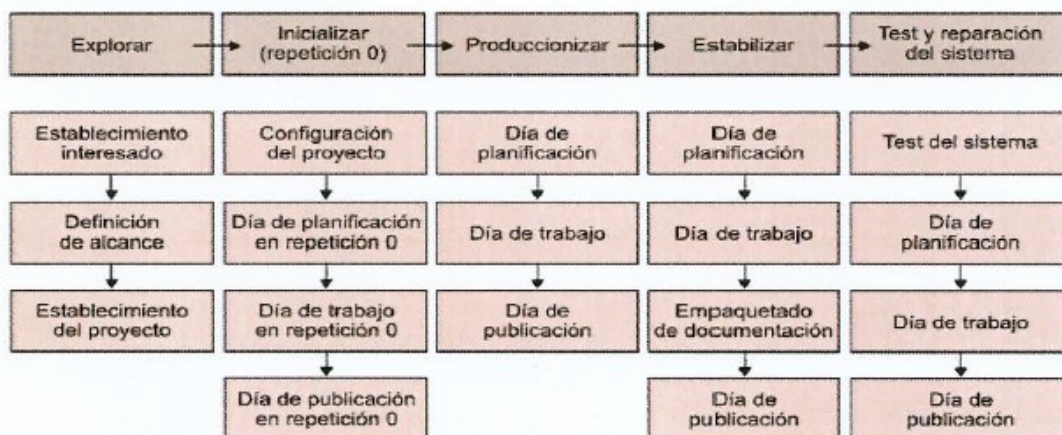 Explorar
Inicializar
(repetición 0)
Produccionizar
Estabilizar
Test y reparación
del sistema
Establecimiento
interesado
Configuración
del proyecto
Día de
planificación
Día de
planificación
Test del sistema
Definición
de alcance
Día de planificación
en repetición 0
Día de trabajo
Día de trabajo
Día de
planificación
Establecimiento
del proyecto
Día de trabajo
en repetición 0
Día de
publicación
Empaquetado
de documentación
Día de trabajo
Día de publicación
en repetición 0
Día de
publicación
Día de
publicación